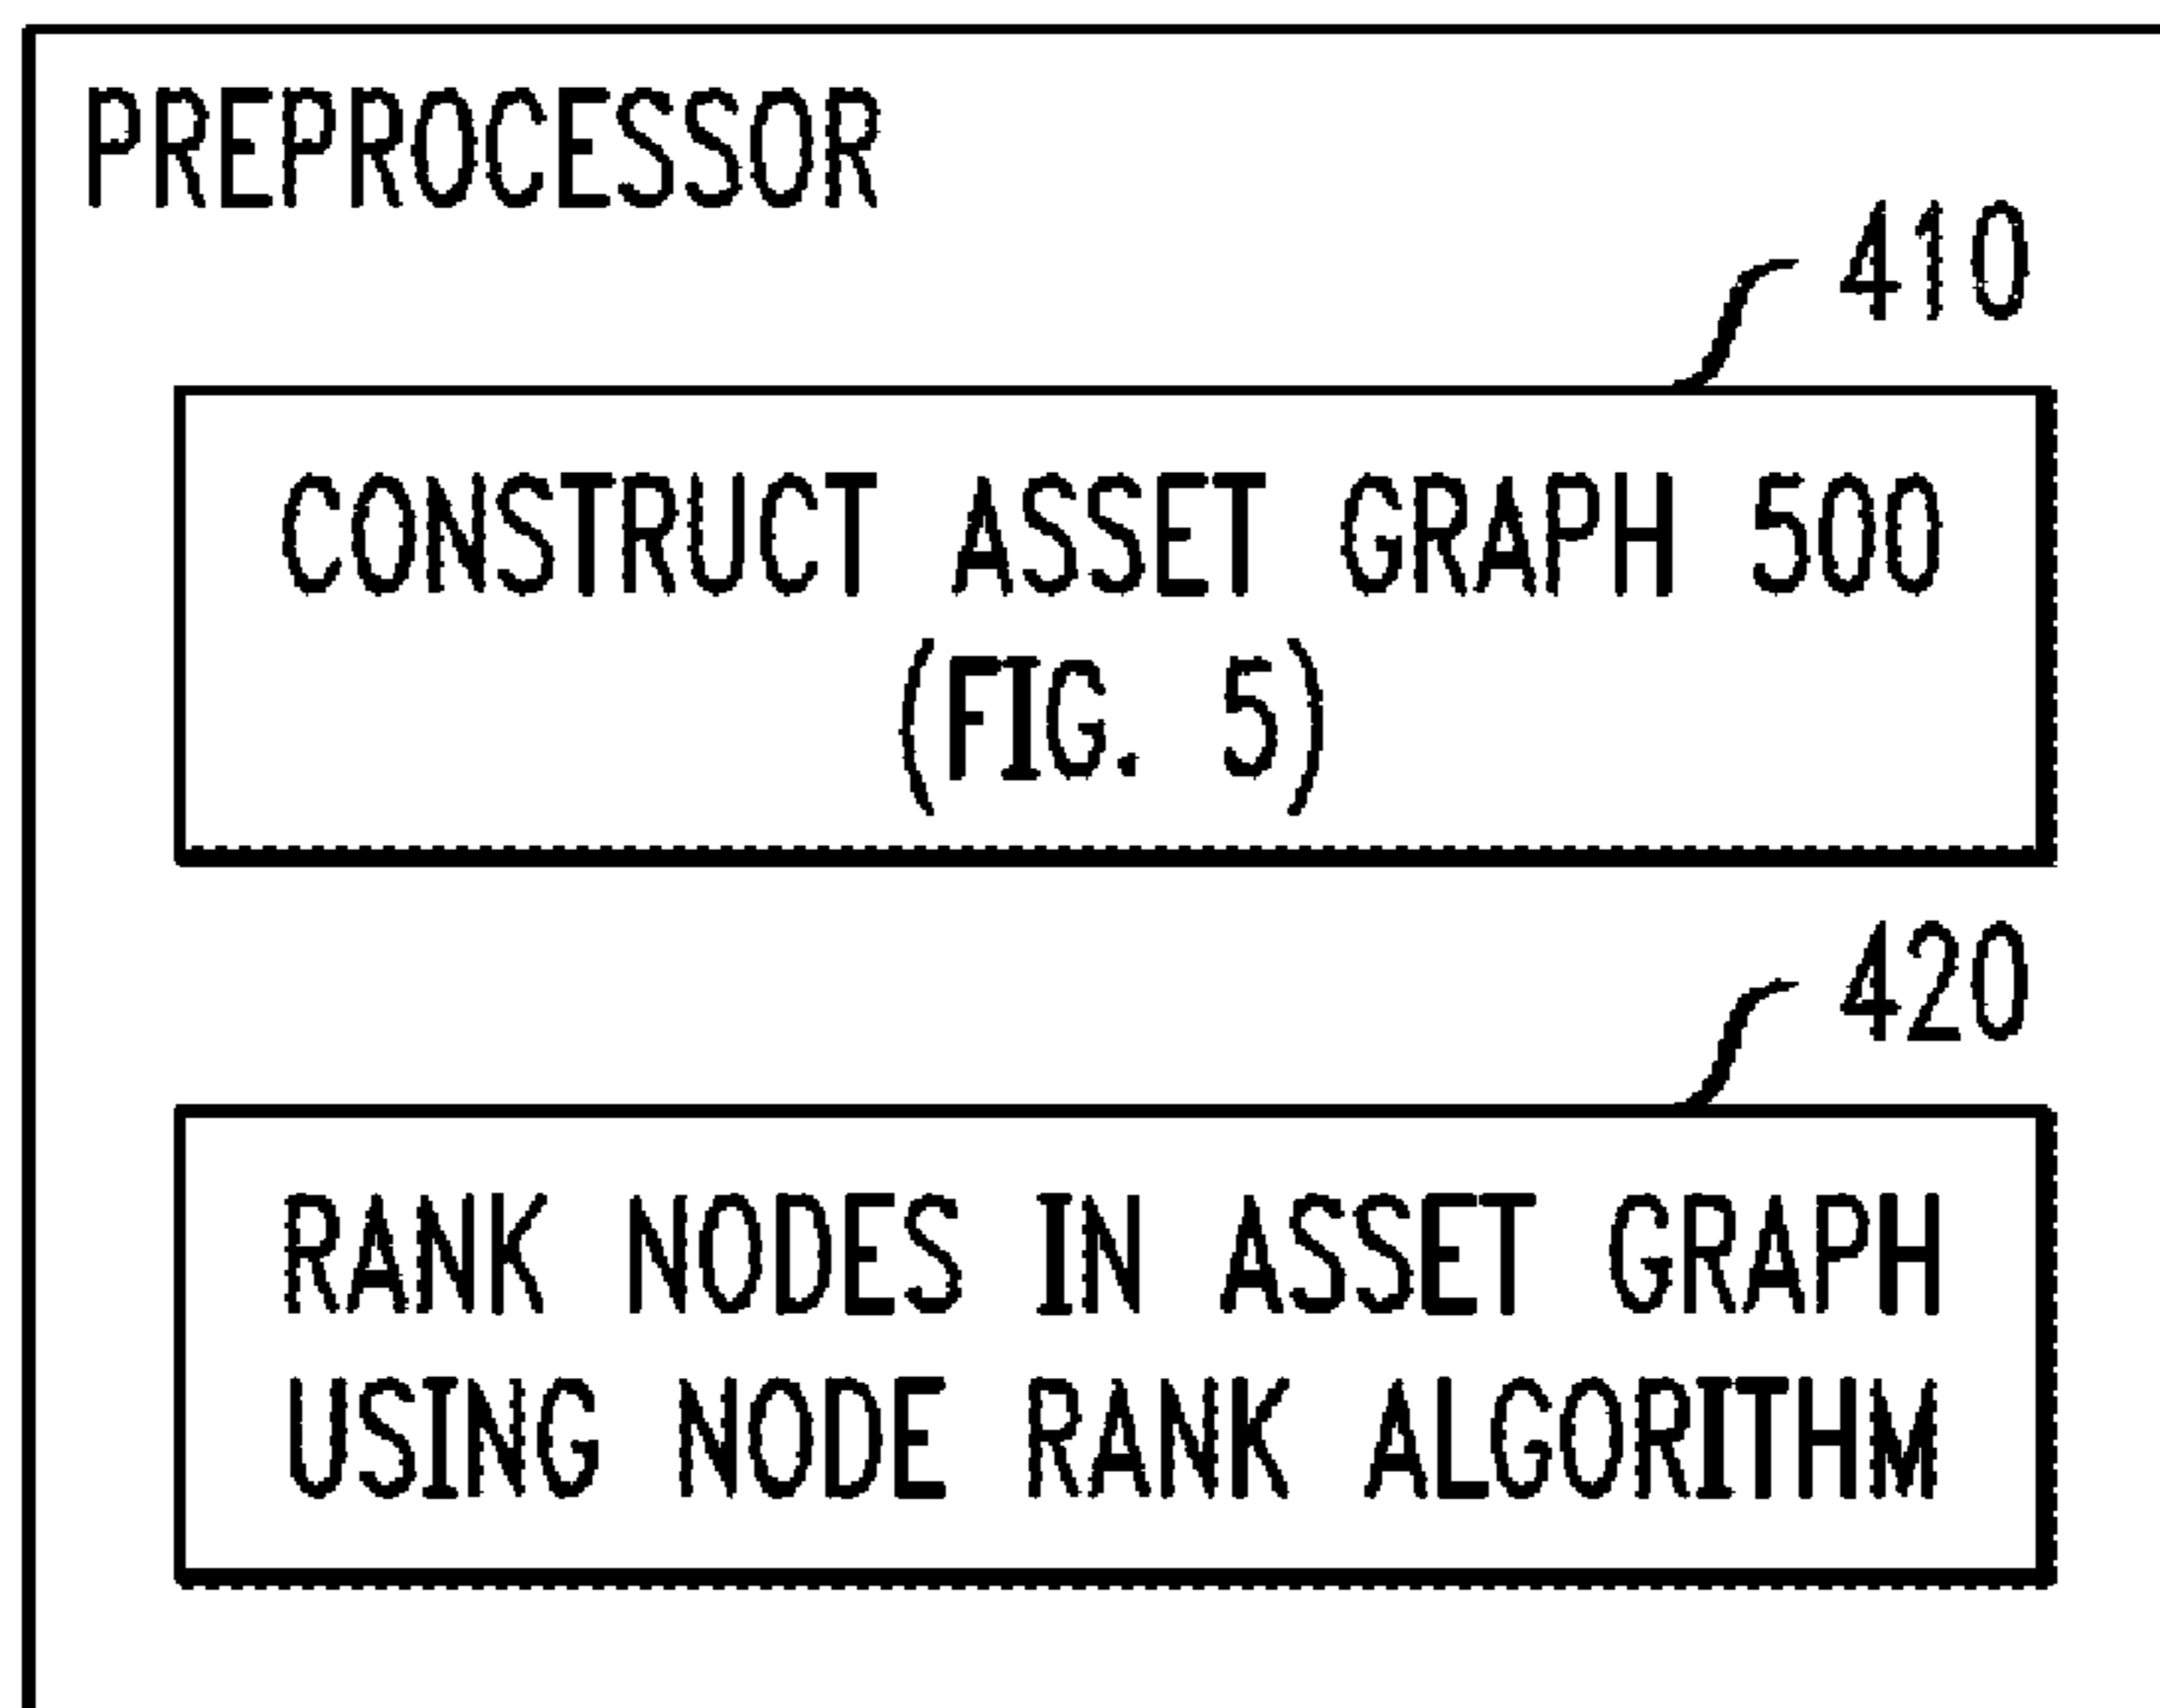 PREPROCESSOR
410
CONSTRUCT ASSET GRAPH 500
(FIG. 5)
420
RANK NODES IN ASSET GRAPH
USING NODE RANK ALGORITHM